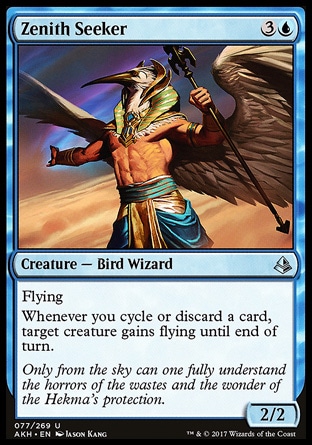 Zenith Seeker 3
Creature — Bird Wizard
Flying
Whenever you cycle or discard a card,
target creature gains flying until end of
turn.
Only from the sky can one fully understand
the horrors of the wastes and the wonder of
the Hekma's protection.
2/2
077/269 U
AKH • EN Jason Kang
™ & © 2017 Wizards of the Coast